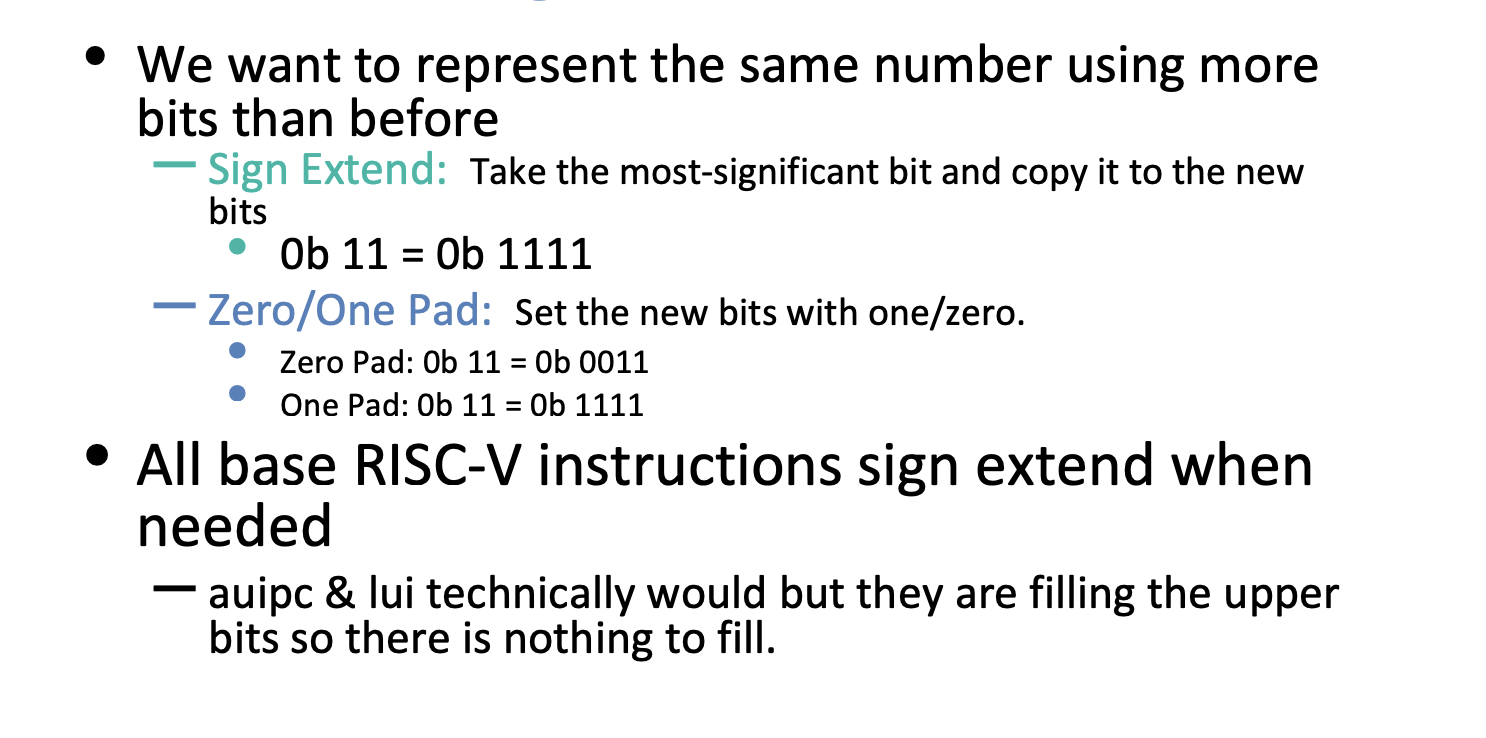 • We want to represent the same number using more
bits than before
— Sign Extend: Take the most-significant bit and copy it to the new
bits
• 0b 11 = 0b 1111
— Zero/One Pad: Set the new bits with one/zero.
• Zero Pad: 0b 11 = 0b 0011
• One Pad: 0b 11 = 0b 1111
• All base RISC-V instructions sign extend when
needed
— auipc & lui technically would but they are filling the upper
bits so there is nothing to fill.